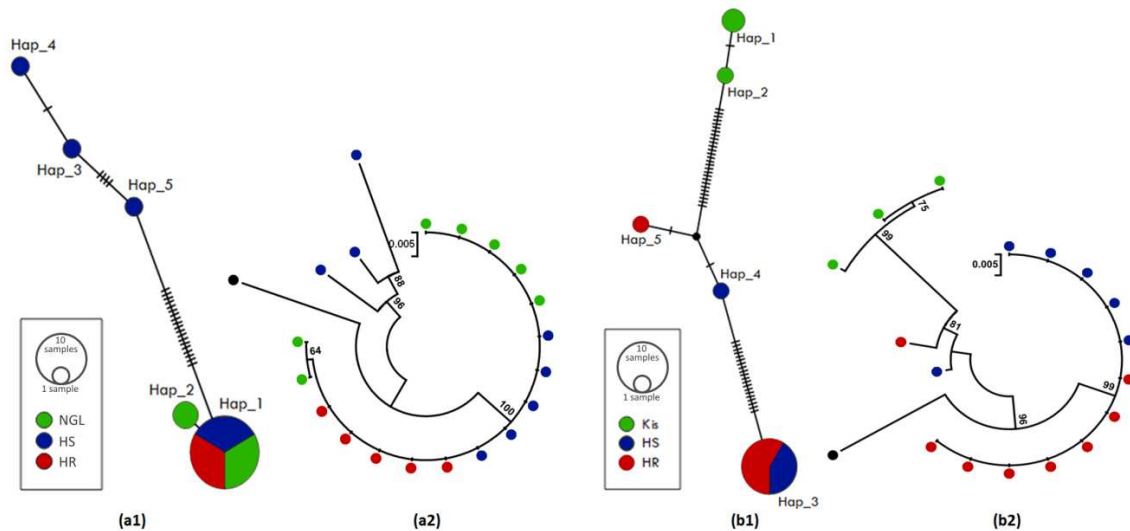 Hap_4
Hap_3
Hap_5
Hap_2
Hap_1
10
samples
1 sample
NGL
HS
HR
(a1)
0.005
88
96
64
100
(a2)
Hap_1
Hap_2
Hap_5
Hap_4
Hap_3
10
samples
1 sample
Kis
HS
HR
(b1)
75
99
0.005
81
99
96
(b2)